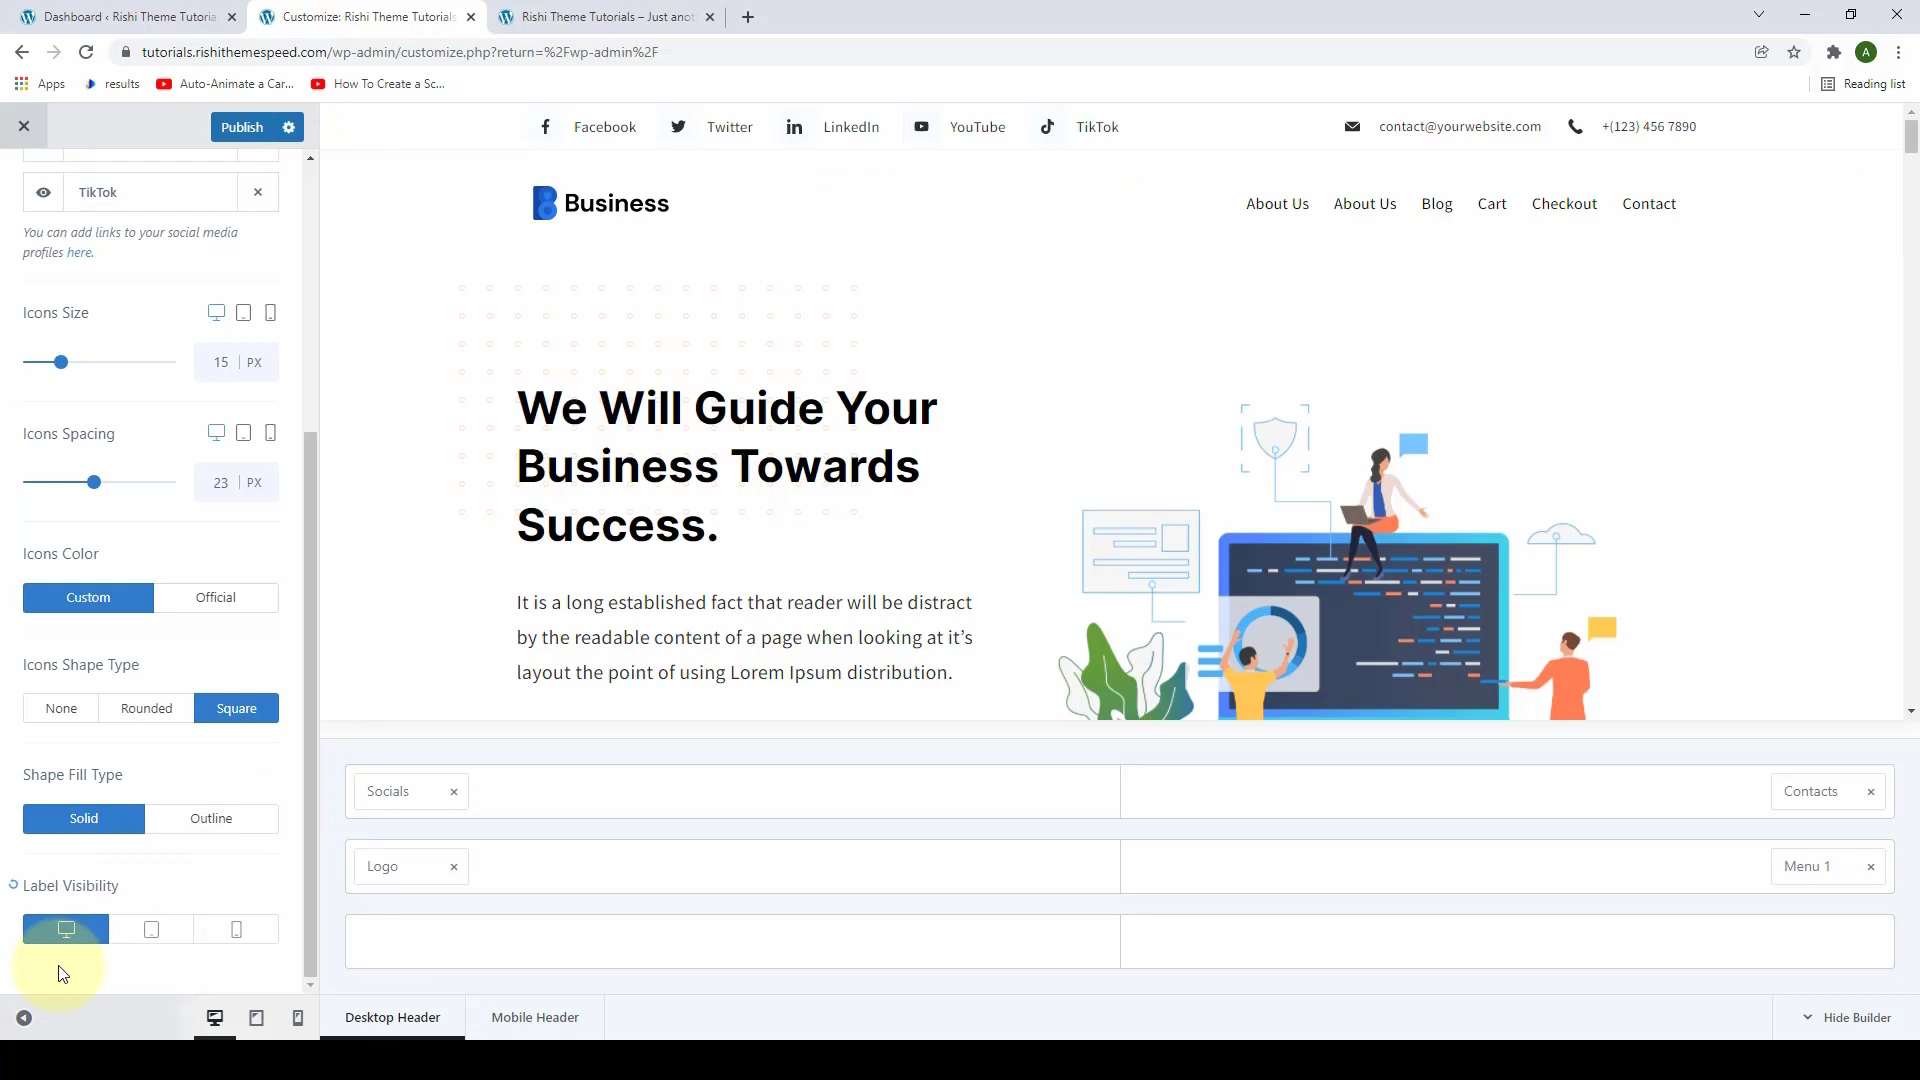 Dashboard ‹ Rishi Theme Tutoria
Customize: Rishi Theme Tutorials
Rishi Theme Tutorials – Just anot
tutorials.rishithemespeed.com/wp-admin/customize.php?return=%2Fwp-admin%2F
A
Apps
results
Auto-Animate a Car...
How To Create a Sc...
Reading list
Publish
Facebook
Twitter
LinkedIn
YouTube
TikTok
contact@yourwebsite.com
+(123) 456 7890
TikTok
You can add links to your social media
profiles here.
Business
About Us
About Us
Blog
Cart
Checkout
Contact
Icons Size
15 PX
Icons Spacing
23 PX
Icons Color
Custom
Official
Icons Shape Type
None
Rounded
Square
Shape Fill Type
Solid
Outline
Label Visibility
We Will Guide Your
Business Towards
Success.
It is a long established fact that reader will be distract
by the readable content of a page when looking at it’s
layout the point of using Lorem Ipsum distribution.
Socials
Contacts
Logo
Menu 1
Desktop Header
Mobile Header
Hide Builder